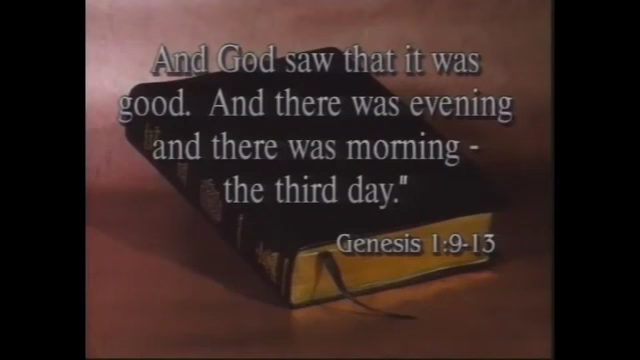 And God saw that it was
good. And there was evening
and there was morning -
the third day."
Genesis 1:9-13